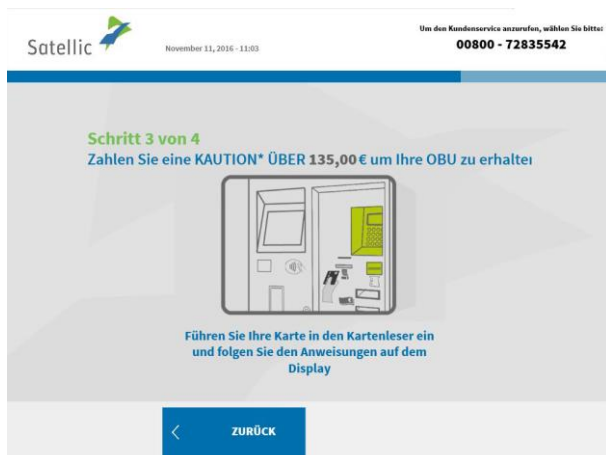 Satellic
November 11, 2016 - 11:03
Um den Kundenservice anzurufen, wählen Sie bitte:
00800 - 72835542
Schritt 3 von 4
Zahlen Sie eine KAUTION* ÜBER 135,00 € um Ihre OBU zu erhalter
Führen Sie Ihre Karte in den Kartenleser ein
und folgen Sie den Anweisungen auf dem
Display
ZURÜCK